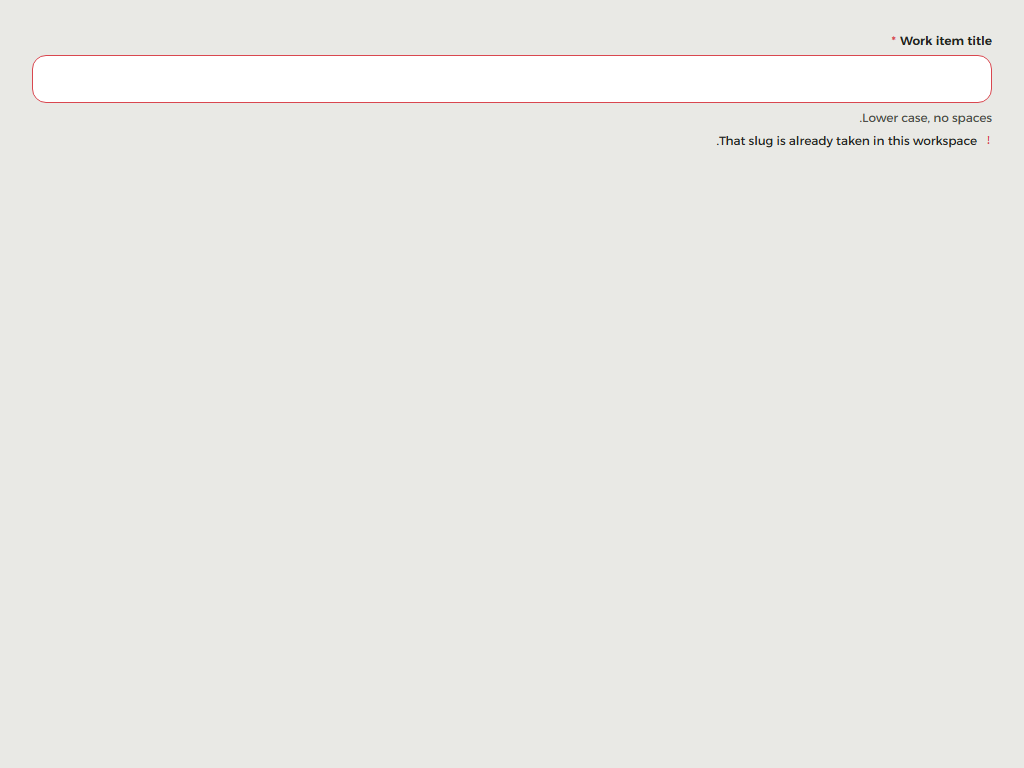 Work item title *
Lower case, no spaces.
! That slug is already taken in this workspace.